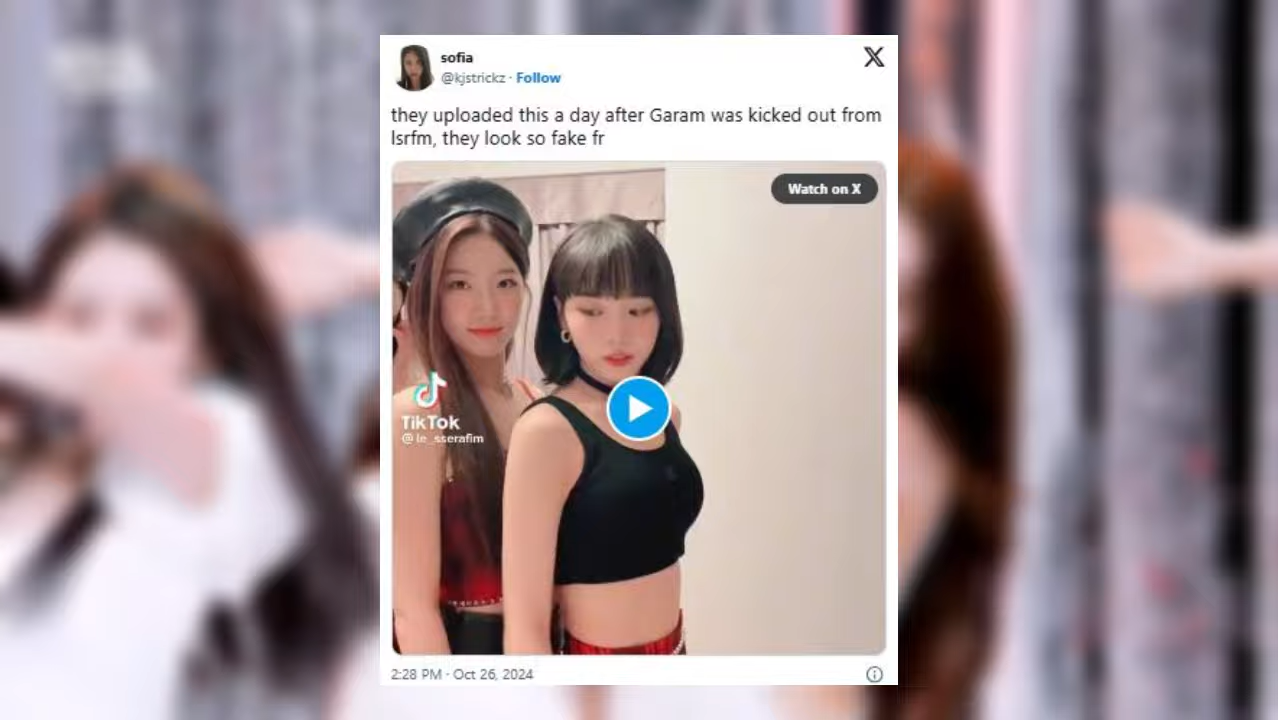 sofia
@kjstrickz · Follow
they uploaded this a day after Garam was kicked out from
lsrfm, they look so fake fr
Watch on X
TikTok
@le_sserafim
2:28 PM · Oct 26, 2024